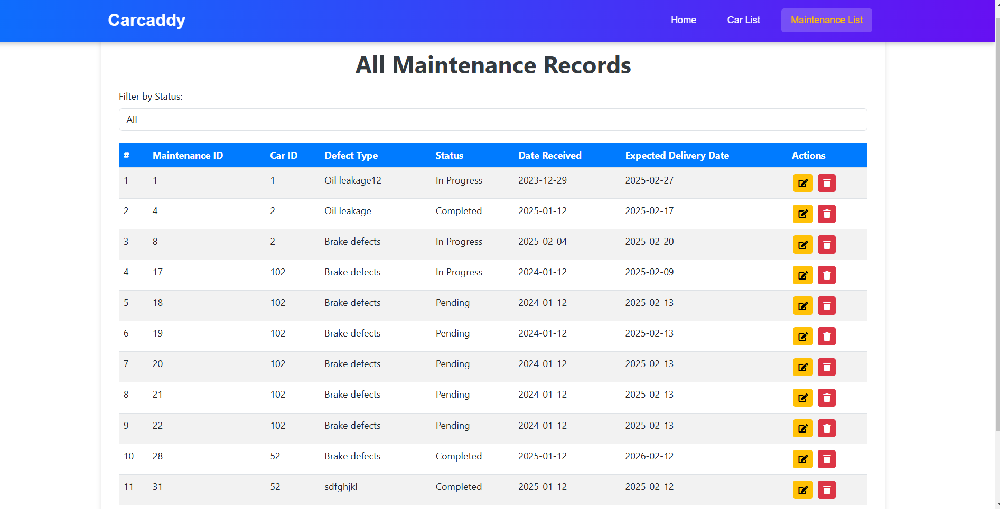 Carcaddy Home Car List Maintenance List
All Maintenance Records
Filter by Status:
All
# Maintenance ID Car ID Defect Type Status Date Received Expected Delivery Date Actions
1 1 1 Oil leakage12 In Progress 2023-12-29 2025-02-27
2 4 2 Oil leakage Completed 2025-01-12 2025-02-17
3 8 2 Brake defects In Progress 2025-02-04 2025-02-20
4 17 102 Brake defects In Progress 2024-01-12 2025-02-09
5 18 102 Brake defects Pending 2024-01-12 2025-02-13
6 19 102 Brake defects Pending 2024-01-12 2025-02-13
7 20 102 Brake defects Pending 2024-01-12 2025-02-13
8 21 102 Brake defects Pending 2024-01-12 2025-02-13
9 22 102 Brake defects Pending 2024-01-12 2025-02-13
10 28 52 Brake defects Completed 2025-01-12 2026-02-12
11 31 52 sdfghjkl Completed 2025-01-12 2025-02-12